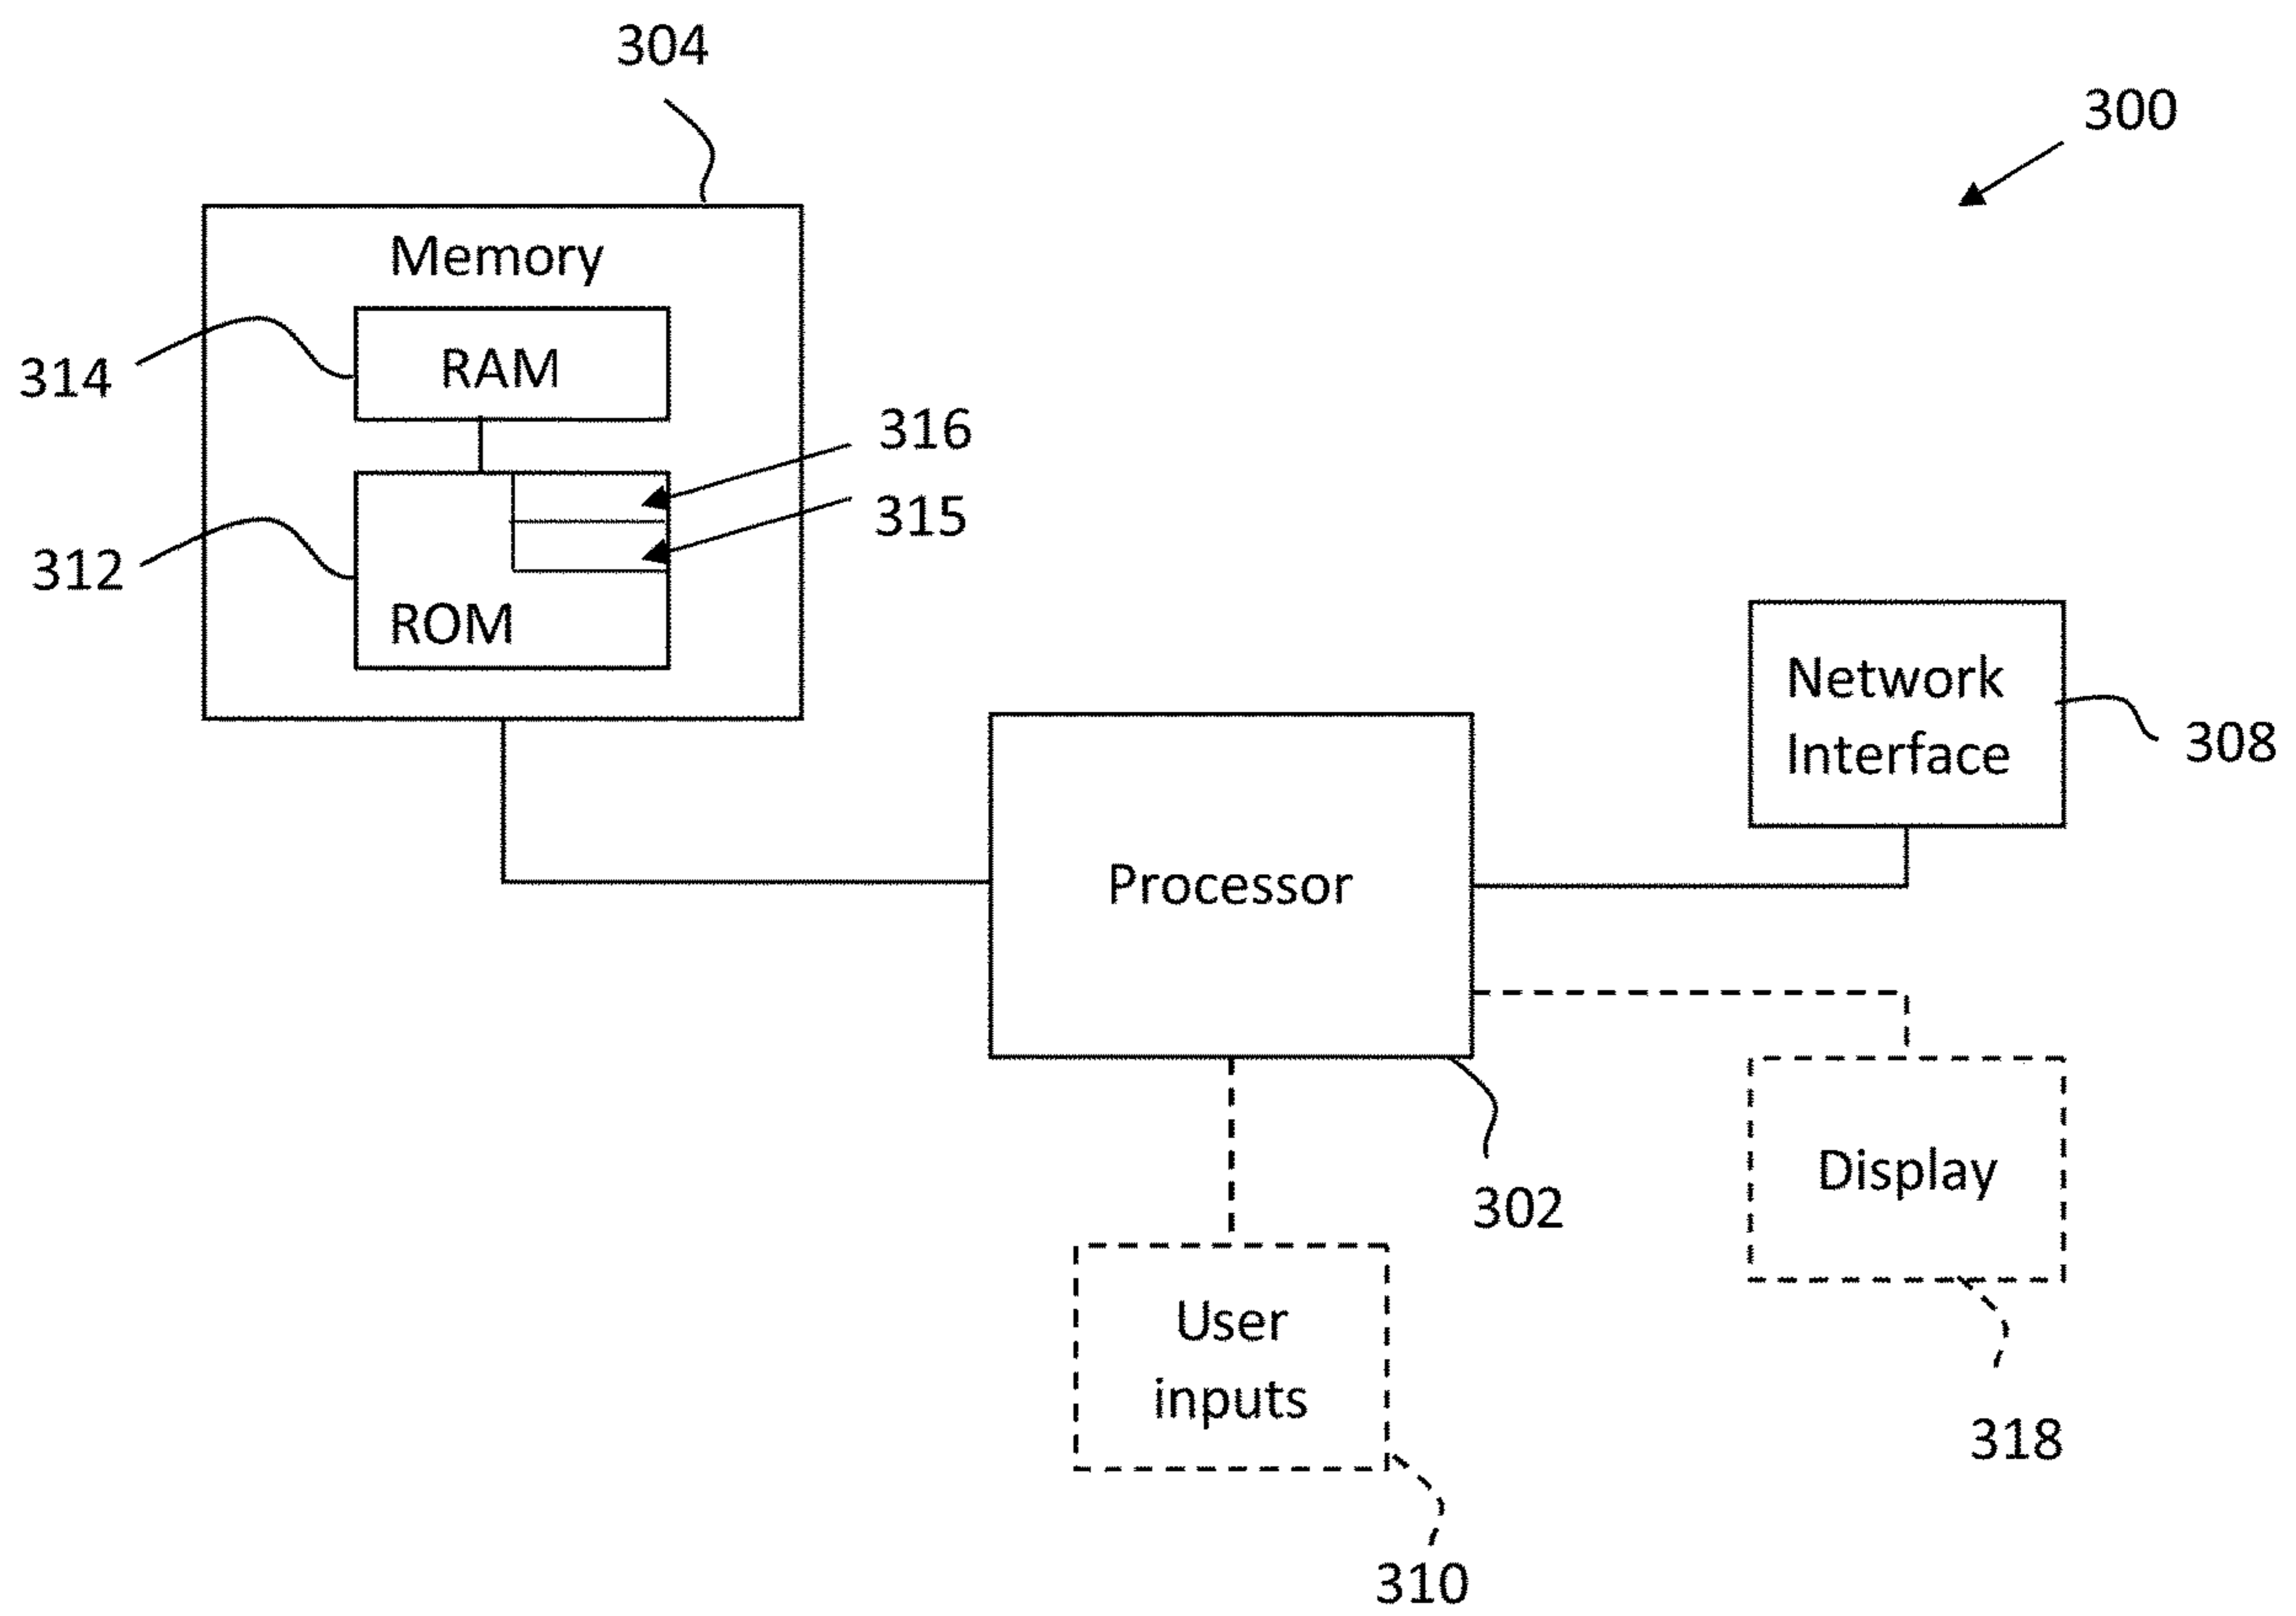 304
300
Memory
RAM
314
316
315
312
ROM
Network
Interface
308
Processor
Display
302
User
inputs
318
310